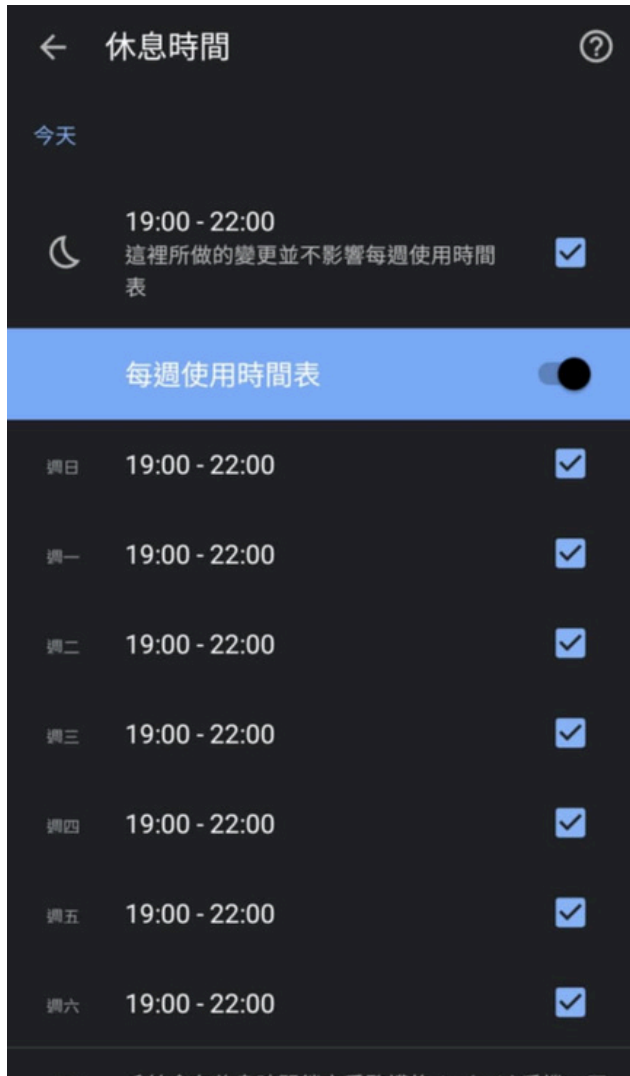 休息時間
今天
19:00 - 22:00
這裡所做的變更並不影響每週使用時間
表
每週使用時間表
週日 19:00 - 22:00
週一 19:00 - 22:00
週二 19:00 - 22:00
週三 19:00 - 22:00
週四 19:00 - 22:00
週五 19:00 - 22:00
週六 19:00 - 22:00